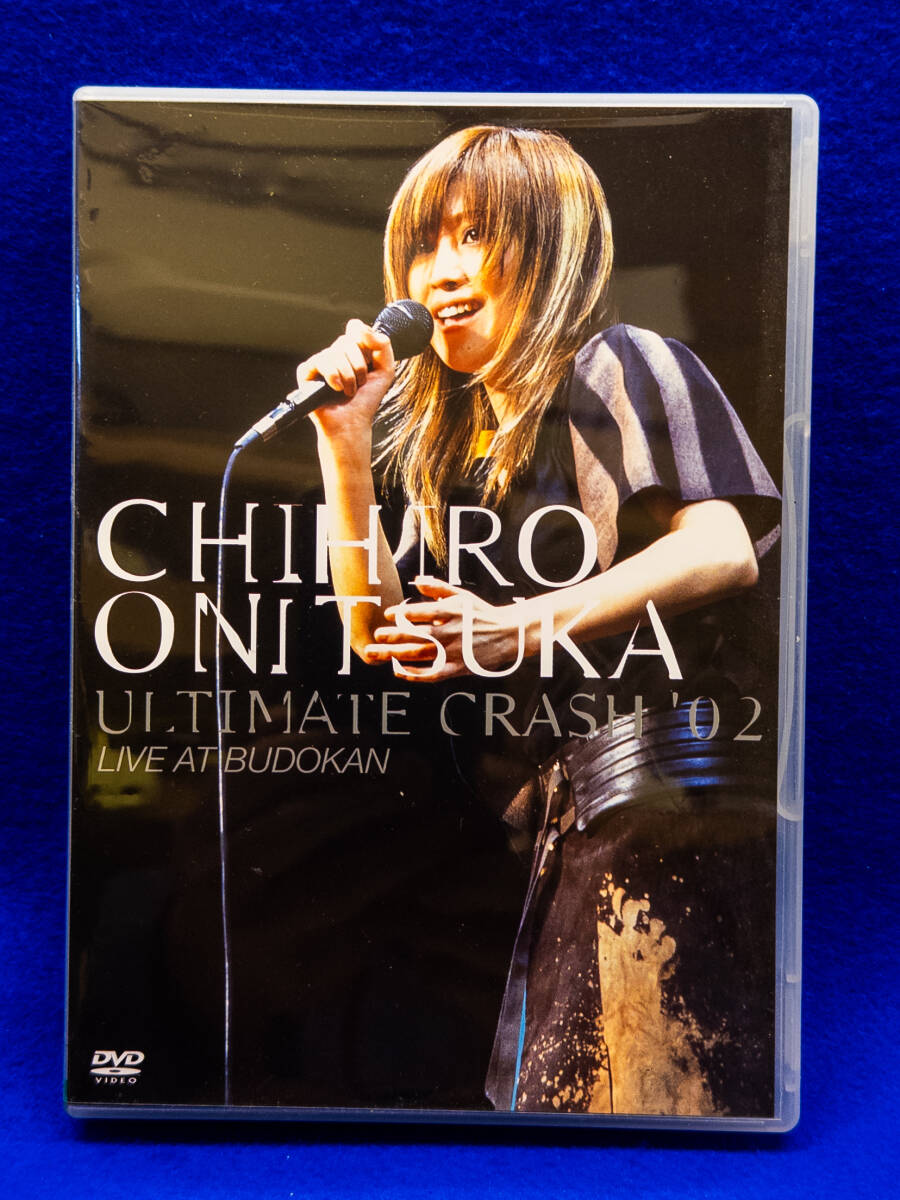 CHIHIRO
ONITSUKA
ULTIMATE CRASH '02
LIVE AT BUDOKAN
DVD
VIDEO